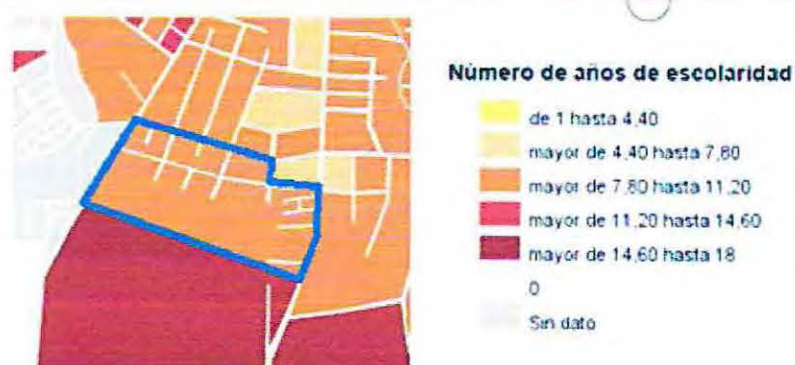 Número de años de escolaridad
de 1 hasta 4,40
mayor de 4,40 hasta 7,80
mayor de 7,80 hasta 11,20
mayor de 11,20 hasta 14,60
mayor de 14,60 hasta 18
0
Sin dato